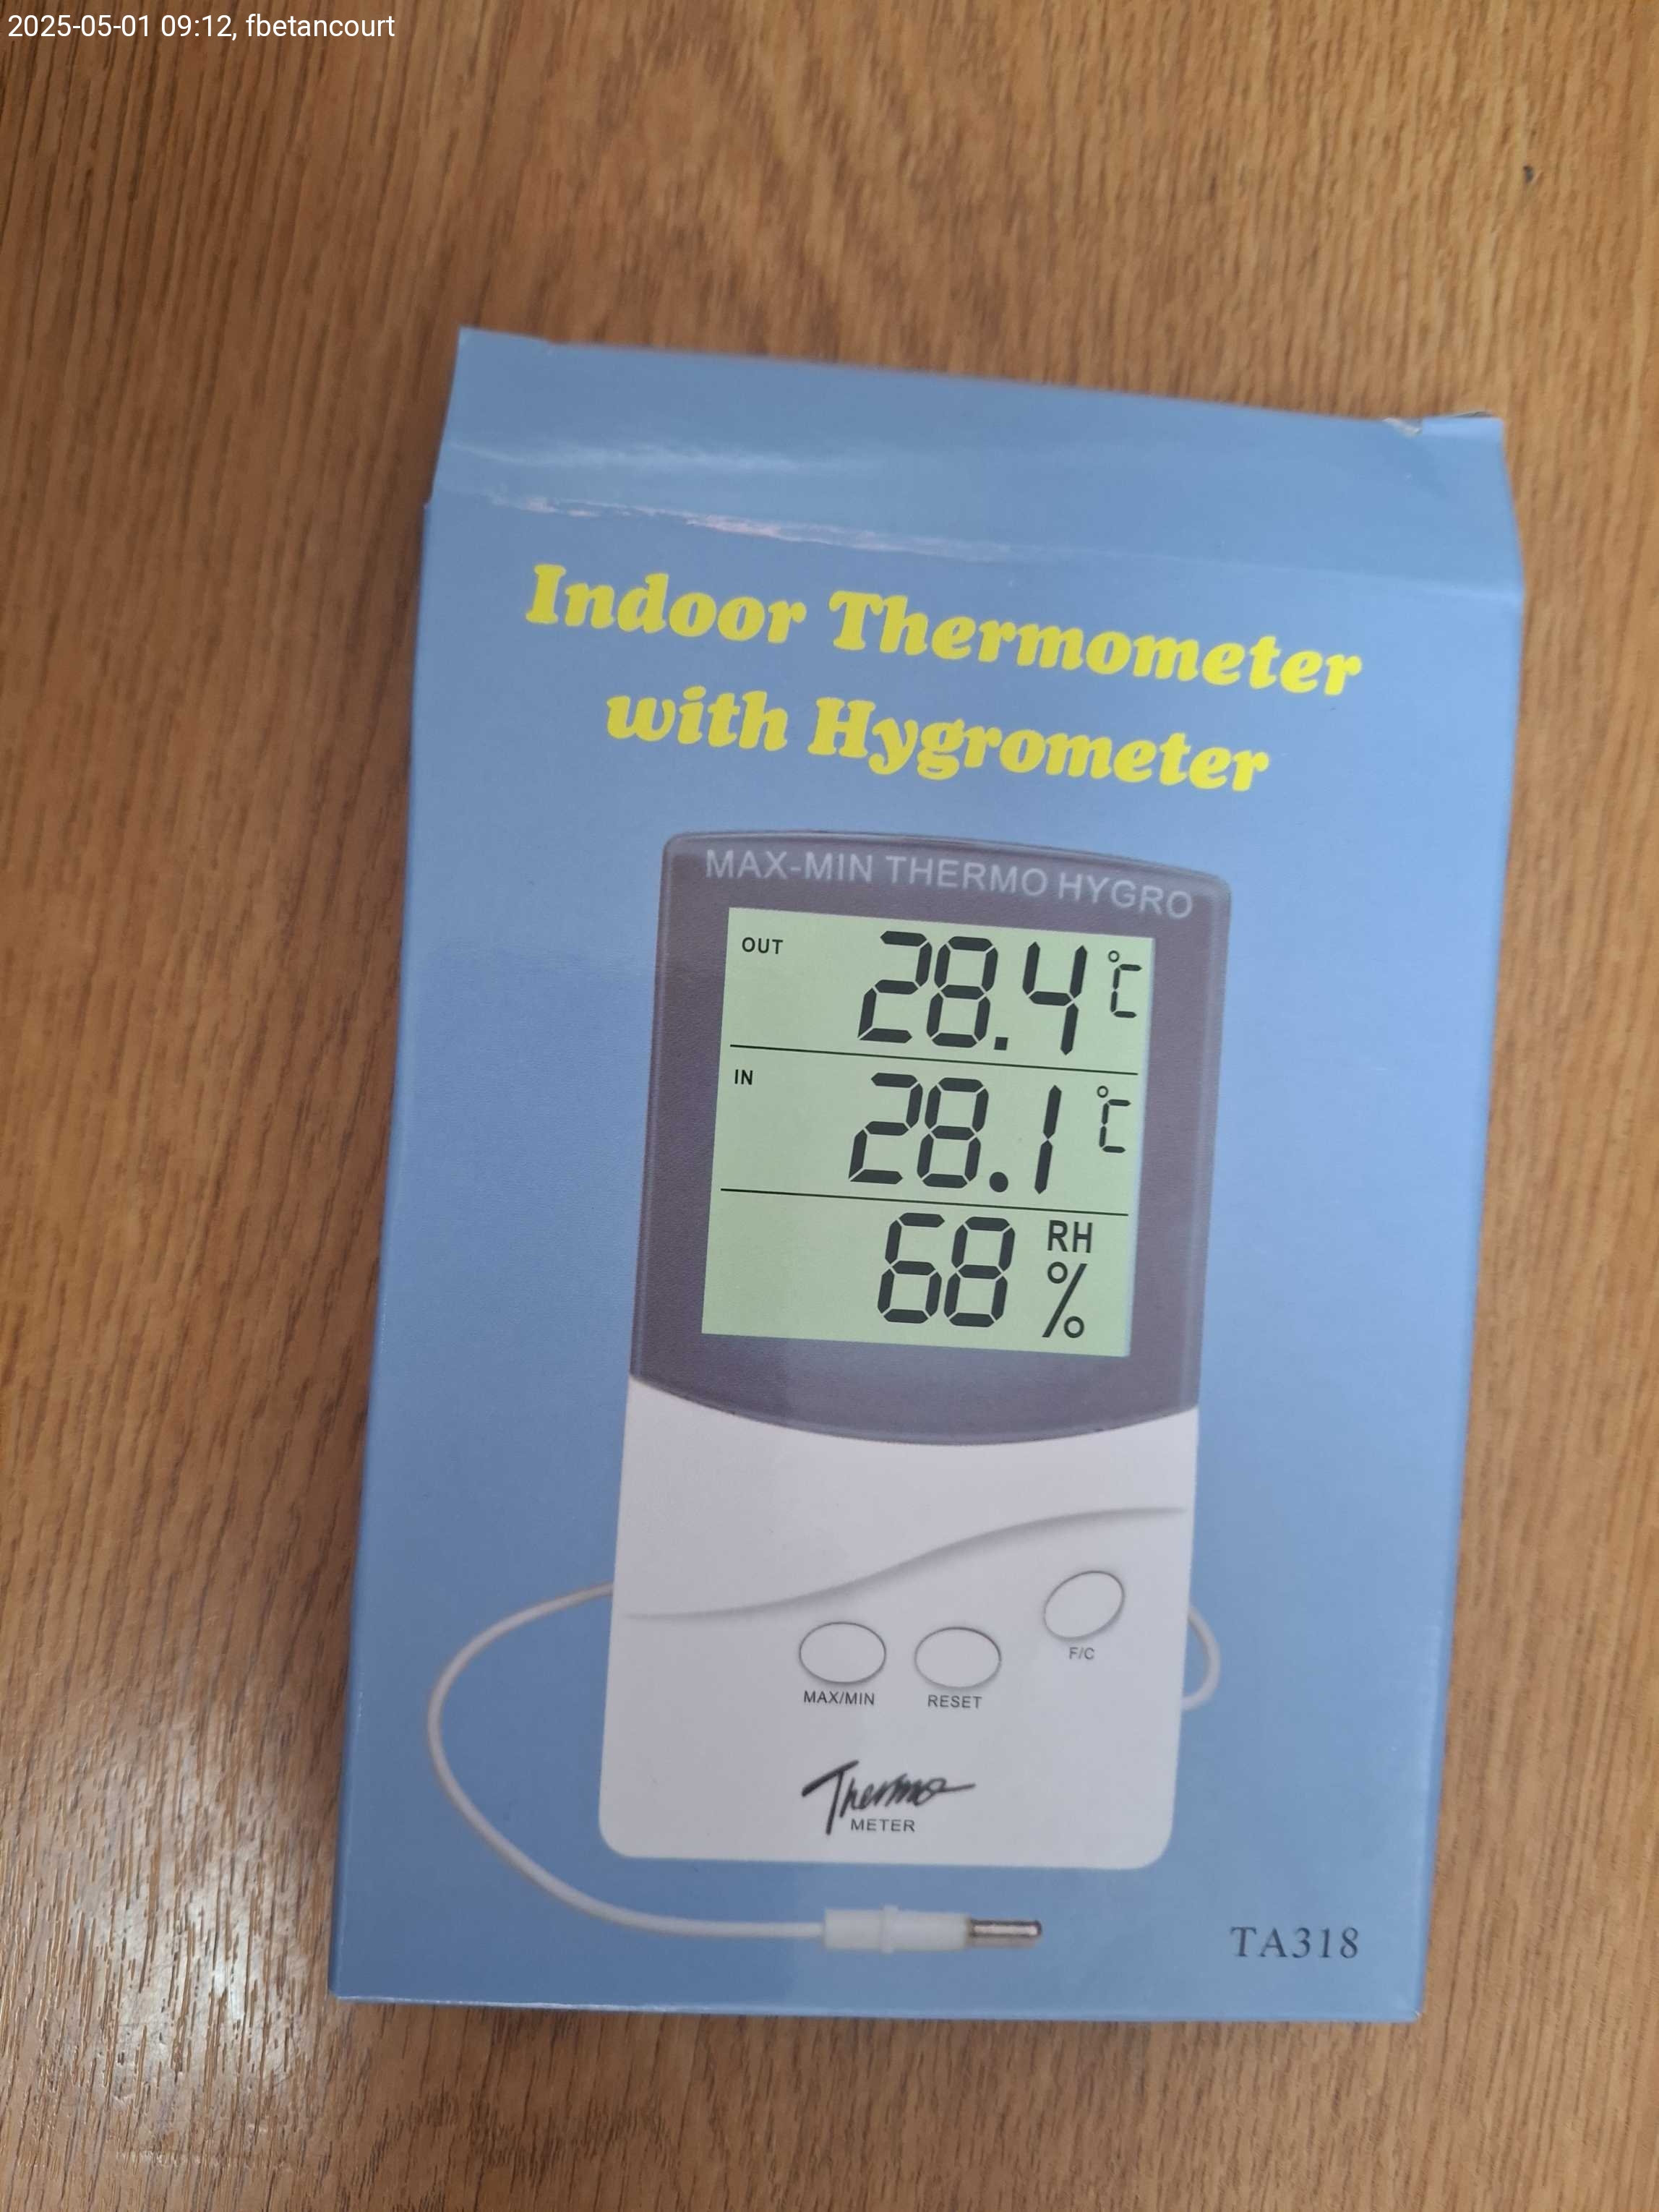 2025-05-01 09:12, fbetancourt
Indoor Thermometer
with Hygrometer
MAX-MIN THERMO HYGRO
OUT 28.4 °C
IN 28.1 °C
68 RH %
F/C
MAX/MIN RESET
Thermo
METER
TA318